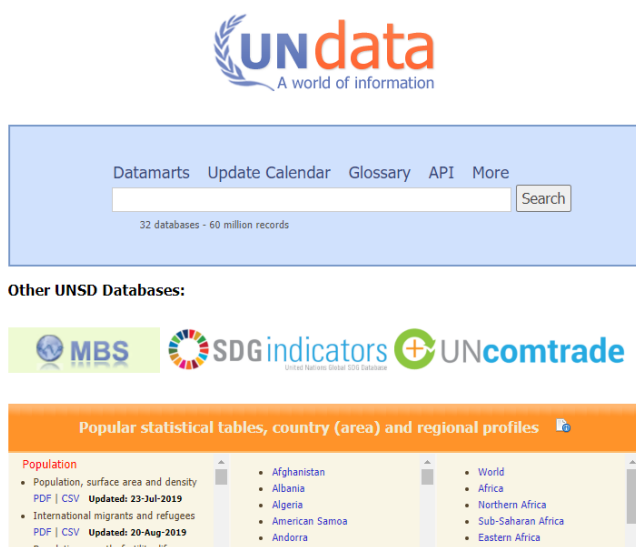 UNdata
A world of information
Datamarts Update Calendar Glossary API More
Search
32 databases - 60 million records
Other UNSD Databases:
MBS
SDG indicators
United Nations Global SDG Database
UNcomtrade
Popular statistical tables, country (area) and regional profiles
Population
Population, surface area and density
PDF | CSV Updated: 23-Jul-2019
International migrants and refugees
PDF | CSV Updated: 20-Aug-2019
Afghanistan
Albania
Algeria
American Samoa
Andorra
World
Africa
Northern Africa
Sub-Saharan Africa
Eastern Africa